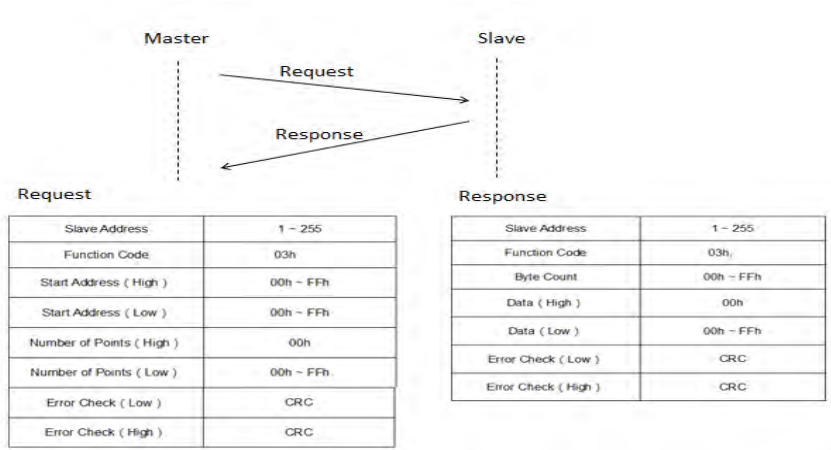 Master Slave
Request
Response
Request
Slave Address 1 ~ 255
Function Code 03h
Start Address ( High ) 00h ~ FFh
Start Address ( Low ) 00h ~ FFh
Number of Points ( High ) 00h
Number of Points ( Low ) 00h ~ FFh
Error Check ( Low ) CRC
Error Check ( High ) CRC
Response
Slave Address 1 ~ 255
Function Code 03h
Byte Count 00h ~ FFh
Data ( High ) 00h
Data ( Low ) 00h ~ FFh
Error Check ( Low ) CRC
Error Check ( High ) CRC